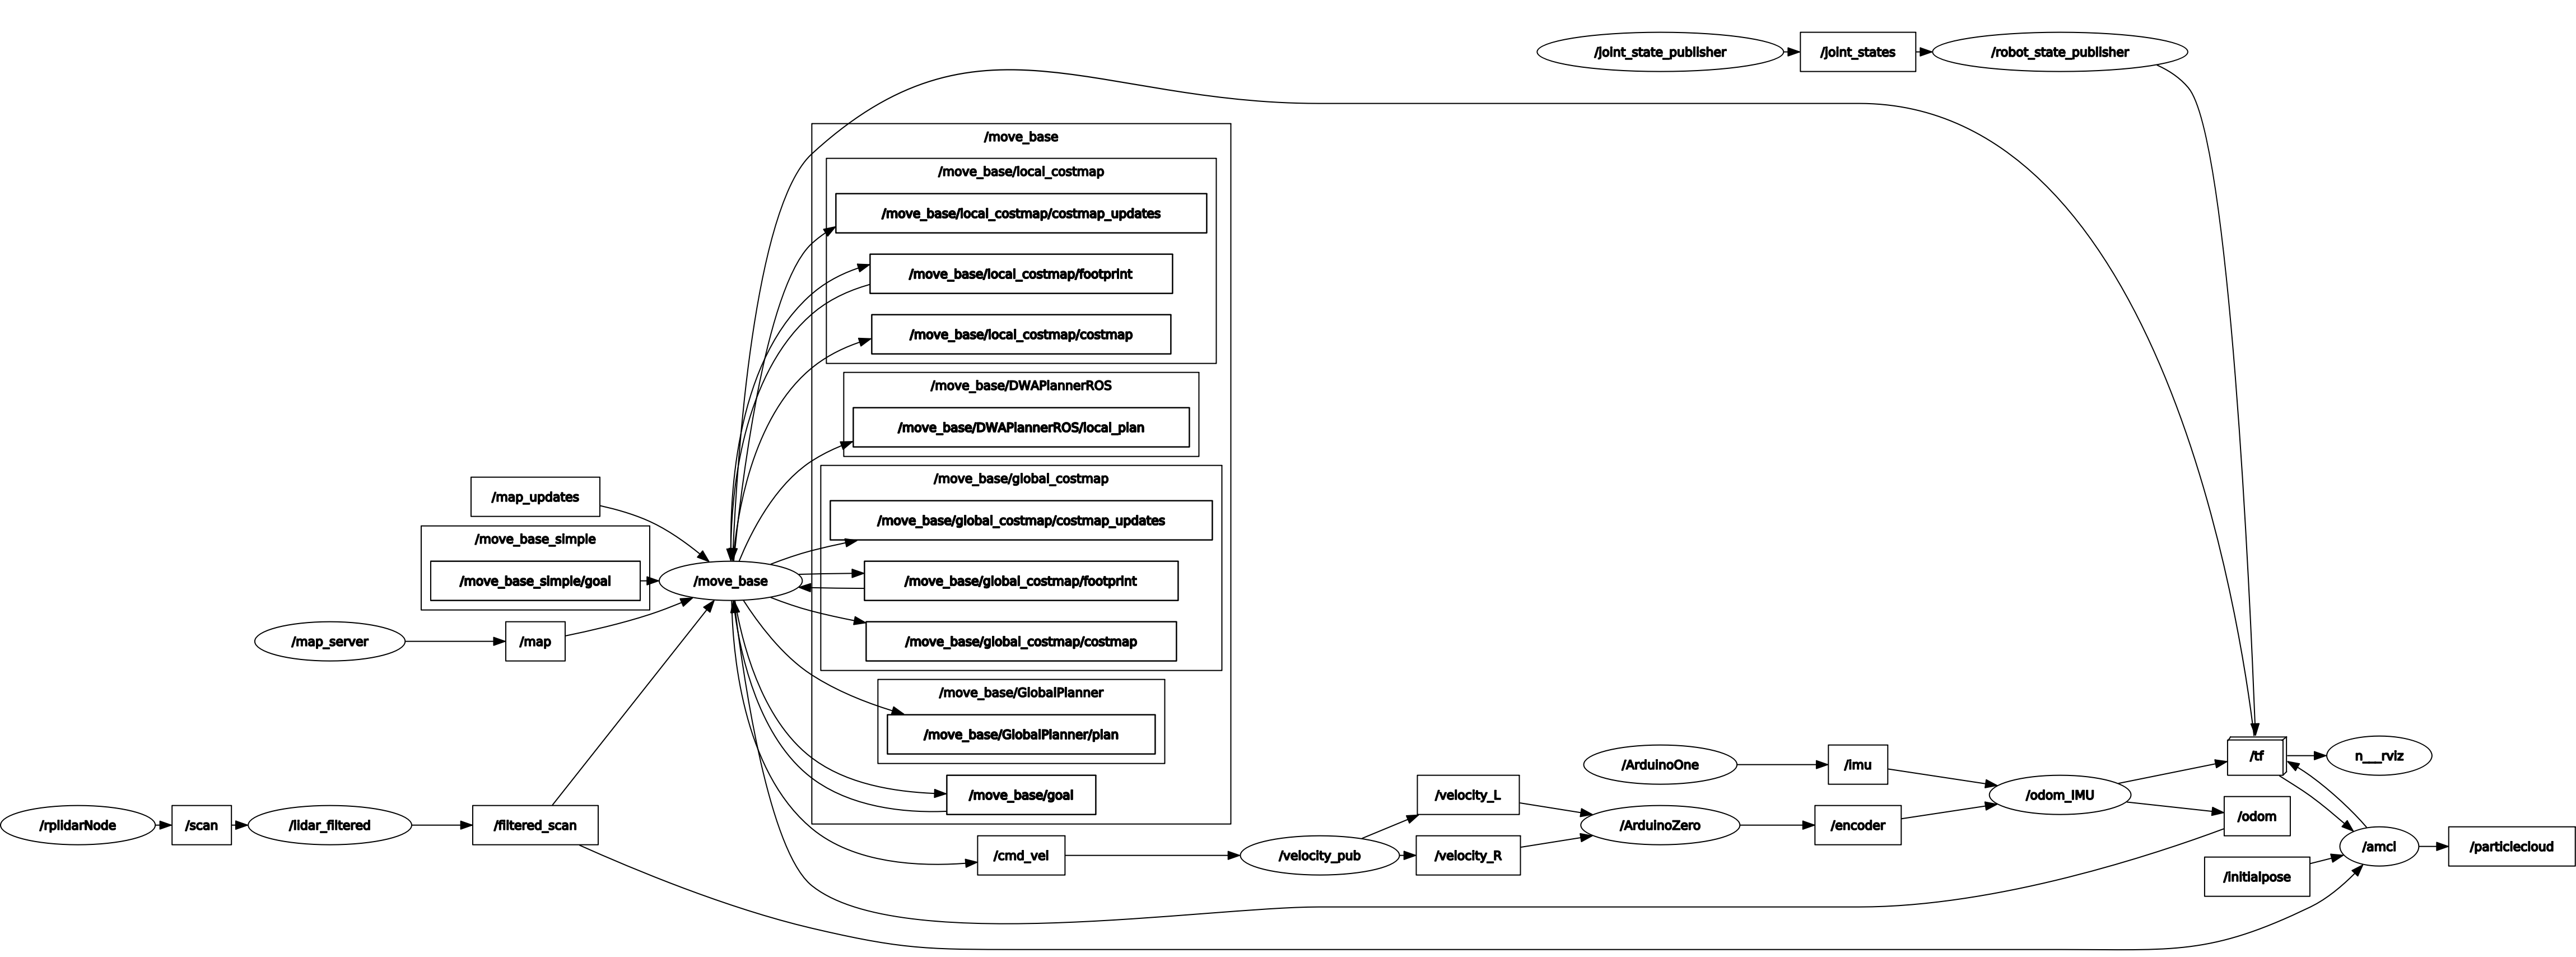 /joint_state_publisher
/joint_states
/robot_state_publisher
/move_base
/move_base/local_costmap
/move_base/local_costmap/costmap_updates
/move_base/local_costmap/footprint
/move_base/local_costmap/costmap
/move_base/DWAPlannerROS
/move_base/DWAPlannerROS/local_plan
/move_base/global_costmap
/move_base/global_costmap/costmap_updates
/move_base/global_costmap/footprint
/move_base/global_costmap/costmap
/move_base/GlobalPlanner
/move_base/GlobalPlanner/plan
/move_base/goal
/map_updates
/move_base_simple
/move_base_simple/goal
/move_base
/map_server
/map
/rplidarNode
/scan
/lidar_filtered
/filtered_scan
/cmd_vel
/velocity_pub
/velocity_L
/velocity_R
/ArduinoOne
/ArduinoZero
/imu
/encoder
/odom_IMU
/tf
/odom
/initialpose
n___rviz
/amcl
/particlecloud